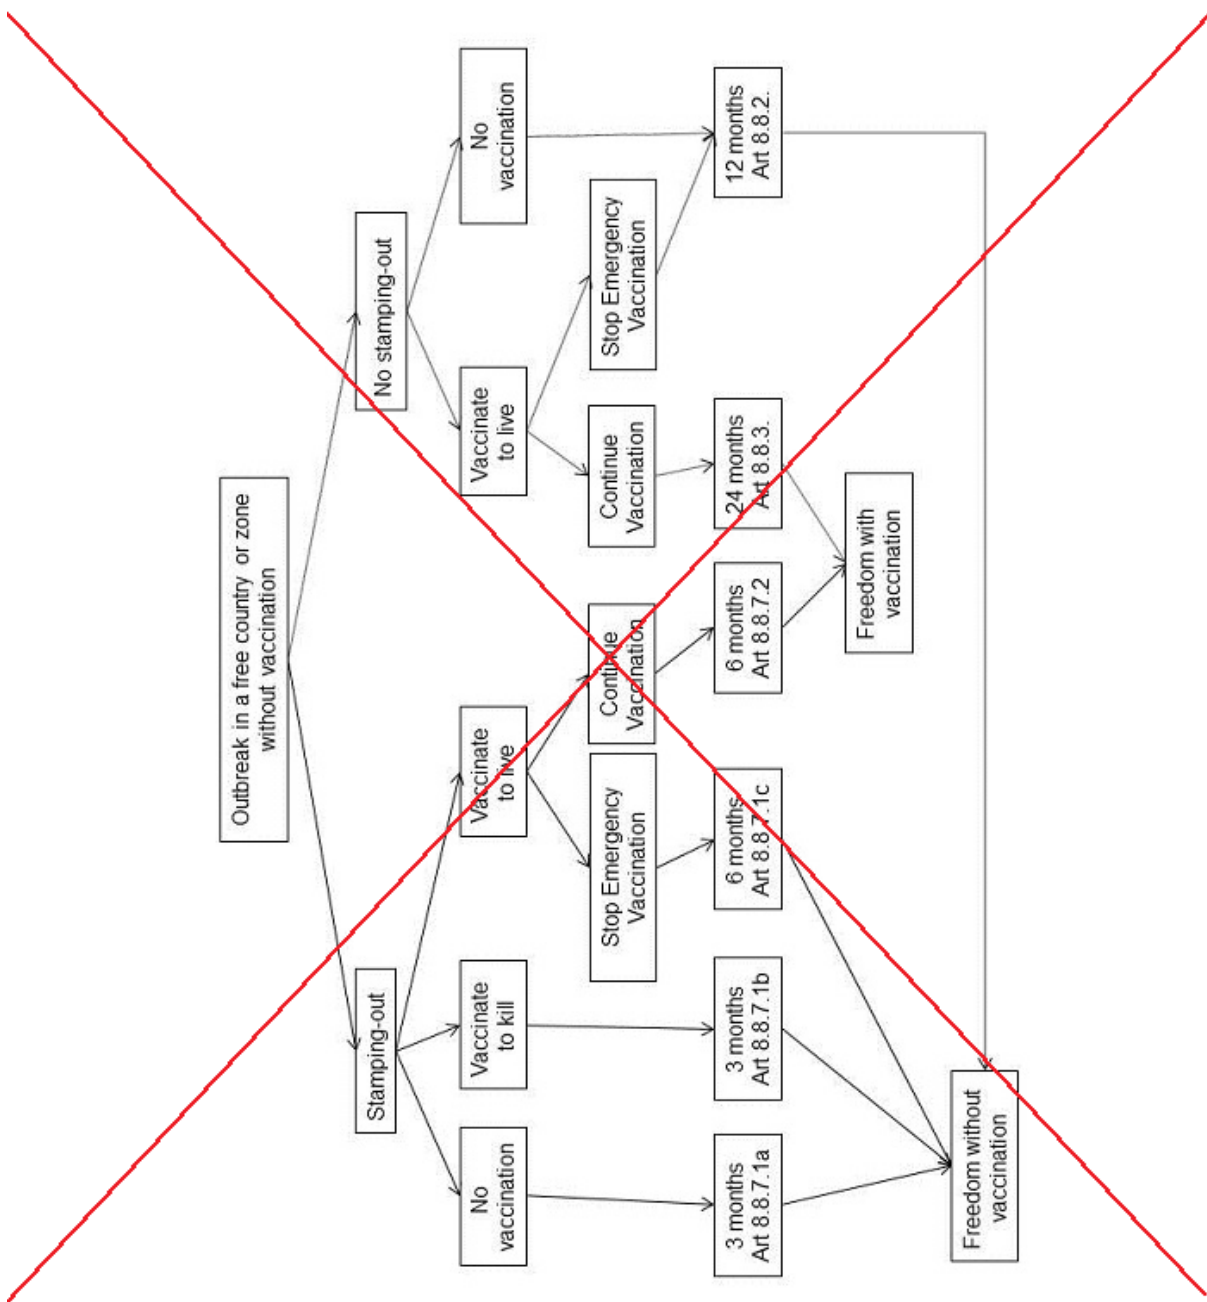 Outbreak in a free country or zone
without vaccination
Stamping-out
No stamping-out
No
vaccination
Vaccinate
to kill
Vaccinate
to live
Vaccinate
to live
No
vaccination
Stop Emergency
Vaccination
Continue
Vaccination
Continue
Vaccination
Stop Emergency
Vaccination
3 months
Art 8.8.7.1a
3 months
Art 8.8.7.1b
6 months
Art 8.8.7.1c
6 months
Art 8.8.7.2
24 months
Art 8.8.3.
12 months
Art 8.8.2.
Freedom with
vaccination
Freedom without
vaccination